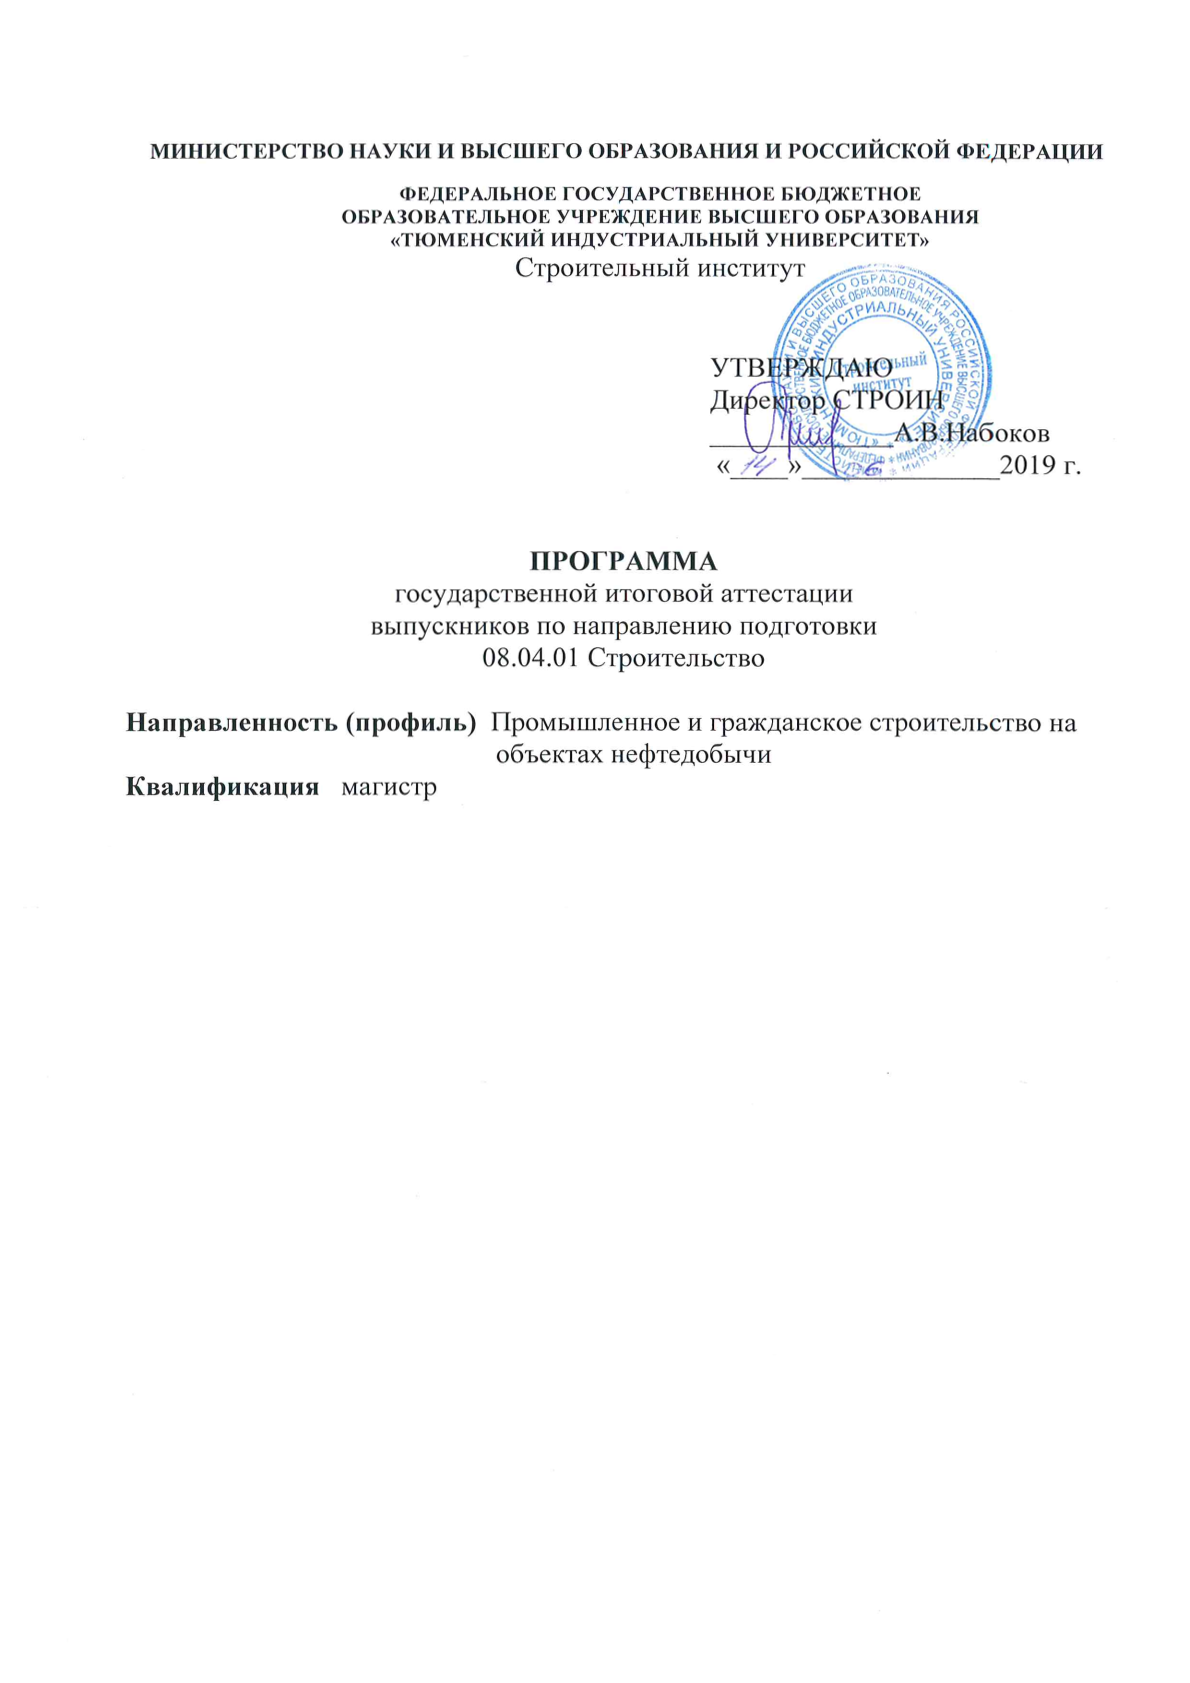 МИНИСТЕРСТВО НАУКИ И ВЫСШЕГО ОБРАЗОВАНИЯ И РОССИЙСКОЙ ФЕДЕРАЦИИ
ФЕДЕРАЛЬНОЕ ГОСУДАРСТВЕННОЕ БЮДЖЕТНОЕ
ОБРАЗОВАТЕЛЬНОЕ УЧРЕЖДЕНИЕ ВЫСШЕГО ОБРАЗОВАНИЯ
«ТЮМЕНСКИЙ ИНДУСТРИАЛЬНЫЙ УНИВЕРСИТЕТ»
Строительный институт
Строительный
институт
УТВЕРЖДАЮ
Директор СТРОИН
А.В.Набоков
«14» 06 2019 г.
ПРОГРАММА
государственной итоговой аттестации
выпускников по направлению подготовки
08.04.01 Строительство
Направленность (профиль) Промышленное и гражданское строительство на
объектах нефтедобычи
Квалификация магистр